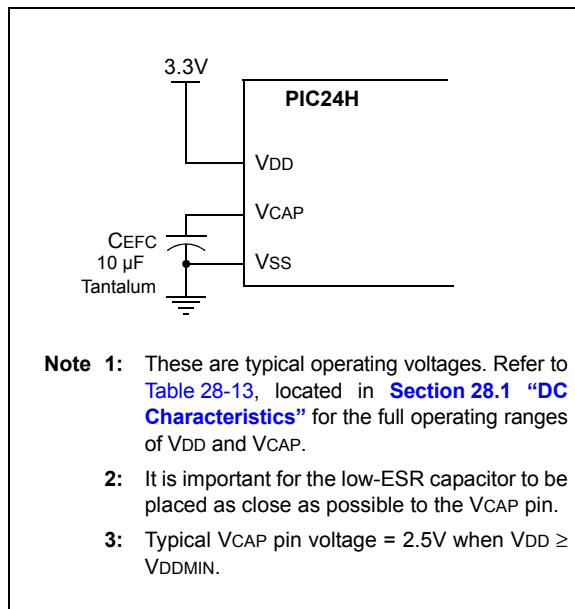 3.3V
PIC24H
VDD
VCAP
CEFC
10 µF
Tantalum
VSS
Note 1: These are typical operating voltages. Refer to
Table 28-13, located in Section 28.1 “DC
Characteristics” for the full operating ranges
of VDD and VCAP.
2: It is important for the low-ESR capacitor to be
placed as close as possible to the VCAP pin.
3: Typical VCAP pin voltage = 2.5V when VDD ≥
VDDMIN.